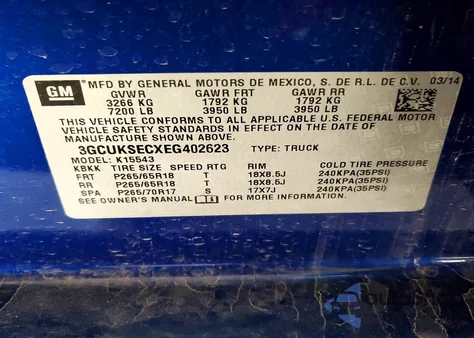 GM
MFD BY GENERAL MOTORS DE MEXICO, S. DE R.L. DE C.V. 03/14
GVWR GAWR FRT GAWR RR
3266 KG 1792 KG 1792 KG
7200 LB 3950 LB 3950 LB
THIS VEHICLE CONFORMS TO ALL APPLICABLE U.S. FEDERAL MOTOR
VEHICLE SAFETY AND THEFT PREVENTION STANDARDS IN EFFECT ON THE DATE OF
MANUFACTURE SHOWN ABOVE.
3GCUKSECXEG402623 TYPE: TRUCK
MODEL: K15543
KBKK TIRE SIZE SPEED RTG RIM COLD TIRE PRESSURE
FRT P265/65R18 T 18X8.5J 240KPA(35PSI)
RR P265/65R18 T 18X8.5J 240KPA(35PSI)
SPA P265/70R17 S 17X7J 240KPA(35PSI)
SEE OWNER'S MANUAL FOR MORE INFORMATION.